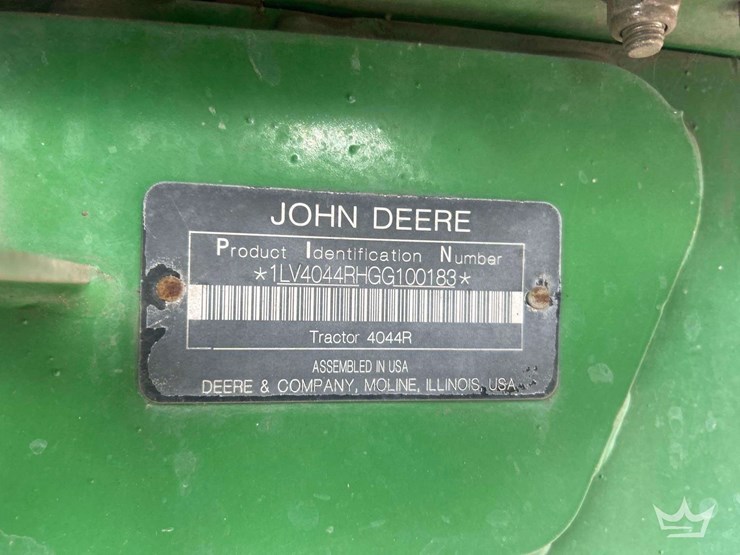 JOHN DEERE
Product Identification Number
*1LV4044RHGG100183*
Tractor 4044R
ASSEMBLED IN USA
DEERE & COMPANY, MOLINE, ILLINOIS, USA